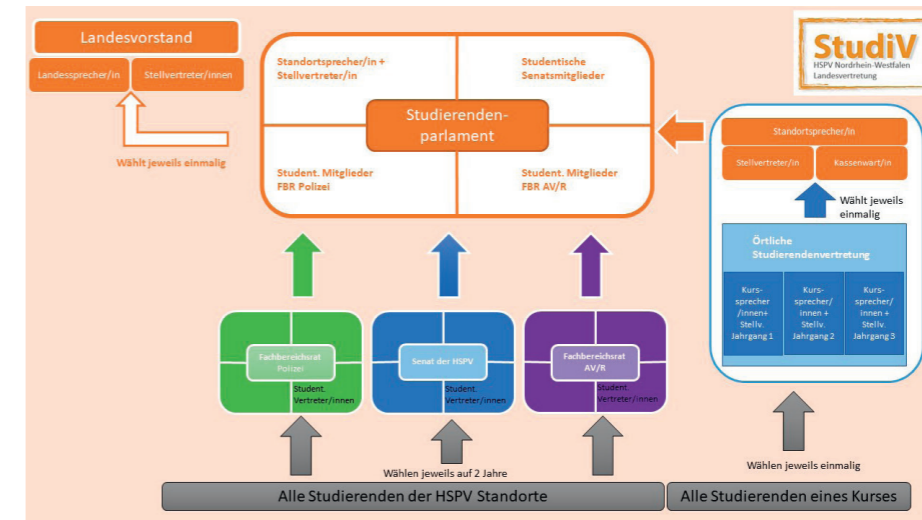 Landesvorstand
Landessprecher/in
Stellvertreter/innen
Wählt jeweils einmalig
Standortsprecher/in +
Stellvertreter/in
Studentische
Senatsmitglieder
Studierenden-
parlament
Student. Mitglieder
FBR Polizei
Student. Mitglieder
FBR AV/R
StudiV
HSPV Nordrhein-Westfalen
Landesvertretung
Standortsprecher/in
Stellvertreter/in
Kassenwart/in
Wählt jeweils
einmalig
Örtliche
Studierendenvertretung
Kurs-
sprecher
/innen+
Stellv.
Jahrgang 1
Kurs-
sprecher/
innen +
Stellv.
Jahrgang 2
Kurs-
sprecher/
innen +
Stellv.
Jahrgang 3
Fachbereichsrat
Polizei
Student.
Vertreter/innen
Senat der HSPV
Student.
Vertreter/innen
Fachbereichsrat
AV/R
Student.
Vertreter/innen
Wählen jeweils auf 2 Jahre
Wählen jeweils einmalig
Alle Studierenden der HSPV Standorte
Alle Studierenden eines Kurses